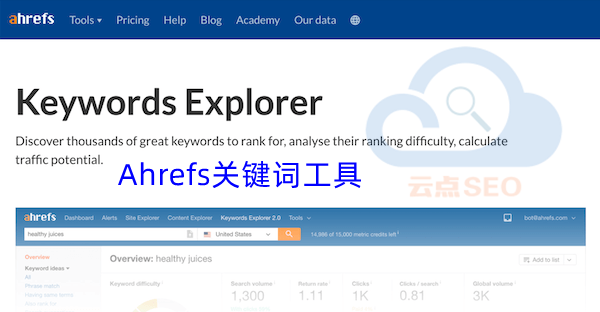 ahrefs Tools Pricing Help Blog Academy Our data
Keywords Explorer
Discover thousands of great keywords to rank for, analyse their ranking difficulty, calculate
traffic potential.
Ahrefs关键词工具
云点SEO
ahrefs Dashboard Alerts Site Explorer Content Explorer Keywords Explorer 2.0 Tools bot@ahrefs.com
healthy juices United States 14,998 of 15,000 metric credits left
Overview
Overview: healthy juices Add to list
Keyword ideas
All
Phrase match
Having same terms
Also rank for
Keyword difficulty Search volume Return rate Clicks Clicks / search Global volume
1,300 1.11 1K 0.81 3K